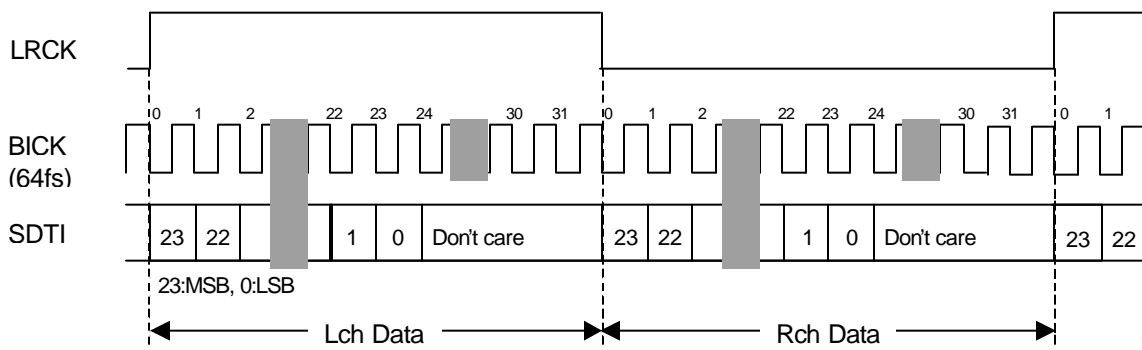 LRCK
0 1 2 22 23 24 30 31 0 1 2 22 23 24 30 31 0 1
BICK
(64fs)
SDTI 23 22 1 0 Don't care 23 22 1 0 Don't care 23 22
23:MSB, 0:LSB
Lch Data Rch Data